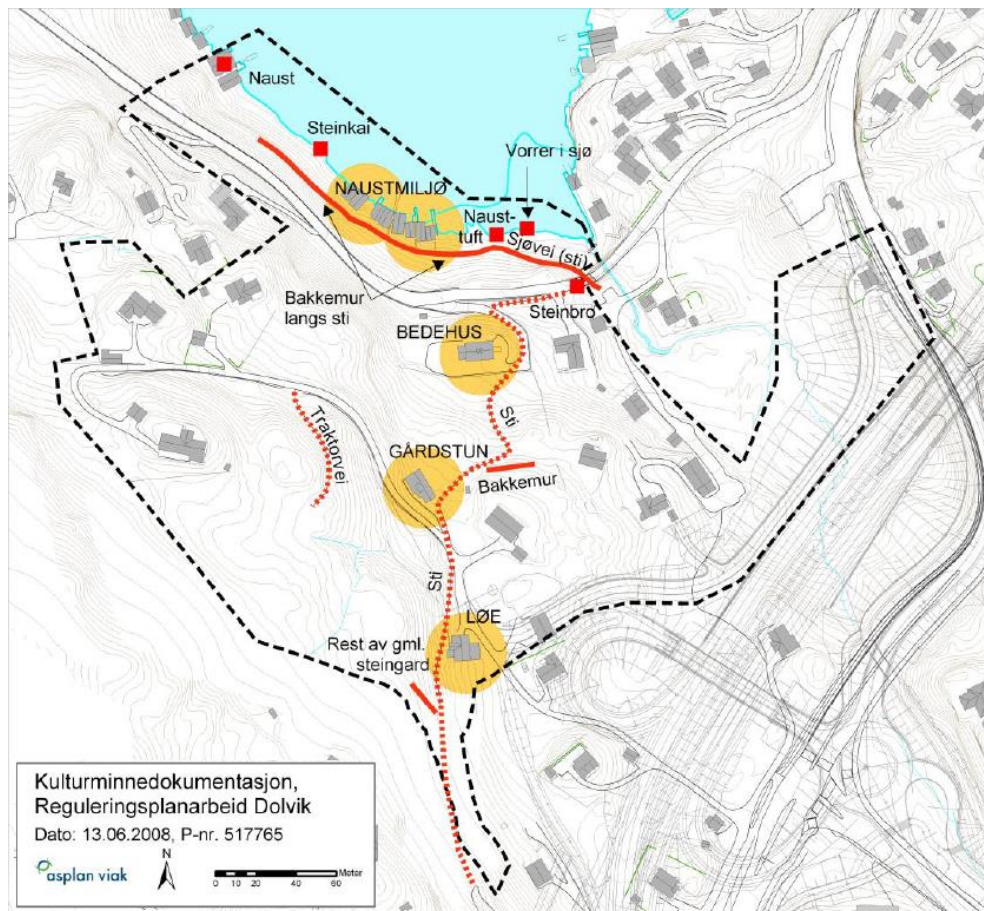 Naust
Steinkai
Vorrer i sjø
NAUSTMILJØ
Naust-
tuft
Sjøvei (sti)
Bakkemur
langs sti
Steinbro
BEDEHUS
Sti
Traktorvei
GÅRDSTUN
Bakkemur
Sti
LØE
Rest av gml.
steingard
Kulturminnedokumentasjon,
Reguleringsplanarbeid Dolvik
Dato: 13.06.2008, P-nr. 517765
asplan viak
N
Meter
0 10 20 40 60